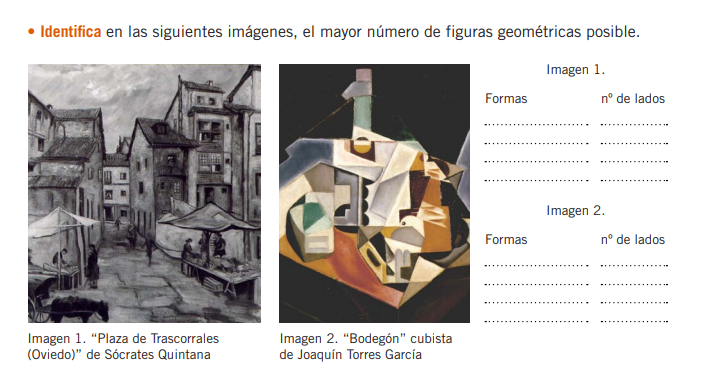 • Identifica en las siguientes imágenes, el mayor número de figuras geométricas posible.
Imagen 1.
Formas nº de lados
Imagen 2.
Formas nº de lados
Imagen 1. “Plaza de Trascorrales
(Oviedo)” de Sócrates Quintana
Imagen 2. “Bodegón” cubista
de Joaquín Torres García